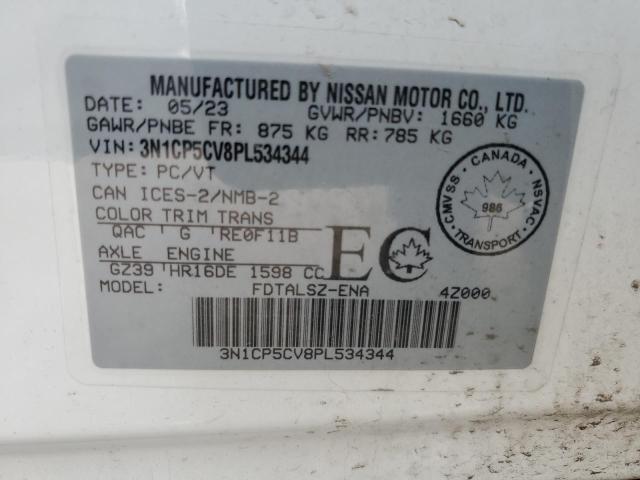 MANUFACTURED BY NISSAN MOTOR CO., LTD.
DATE: 05/23 GVWR/PNBV: 1660 KG
GAWR/PNBE FR: 875 KG RR: 785 KG
VIN: 3N1CP5CV8PL534344
TYPE: PC/VT
CAN ICES-2/NMB-2
COLOR TRIM TRANS
QAC G RE0F11B
AXLE ENGINE
GZ39 HR16DE 1598 CC
EC
MODEL: FDTALSZ-ENA 4Z000
3N1CP5CV8PL534344
CMVSS - CANADA - NSVAC
986